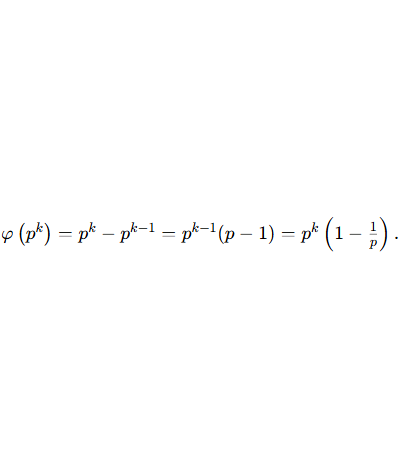 φ(p^k) = p^k − p^{k−1} = p^{k−1}(p − 1) = p^k (1 − 1/p).